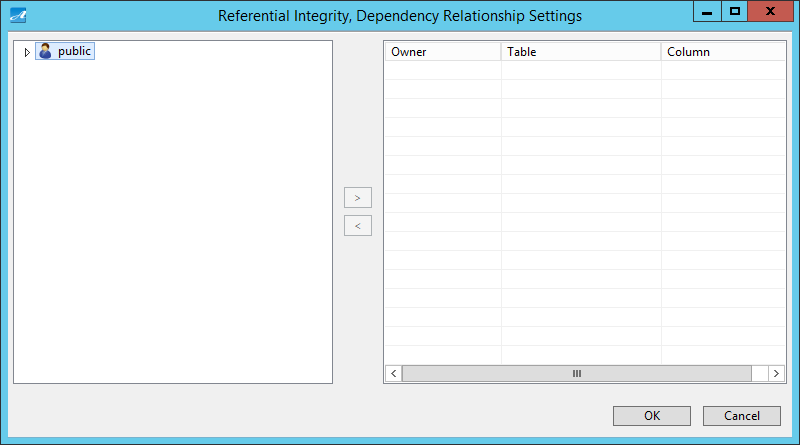 Referential Integrity, Dependency Relationship Settings
public
Owner Table Column
>
<
OK Cancel